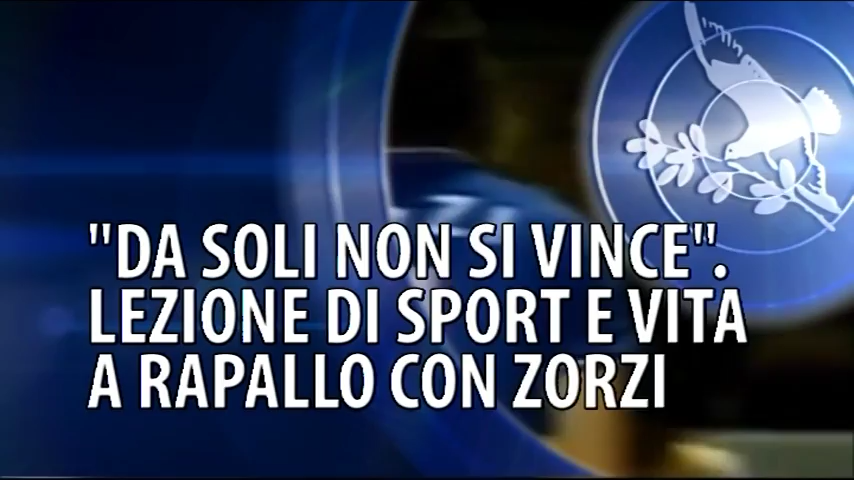 "DA SOLI NON SI VINCE".
LEZIONE DI SPORT E VITA
A RAPALLO CON ZORZI